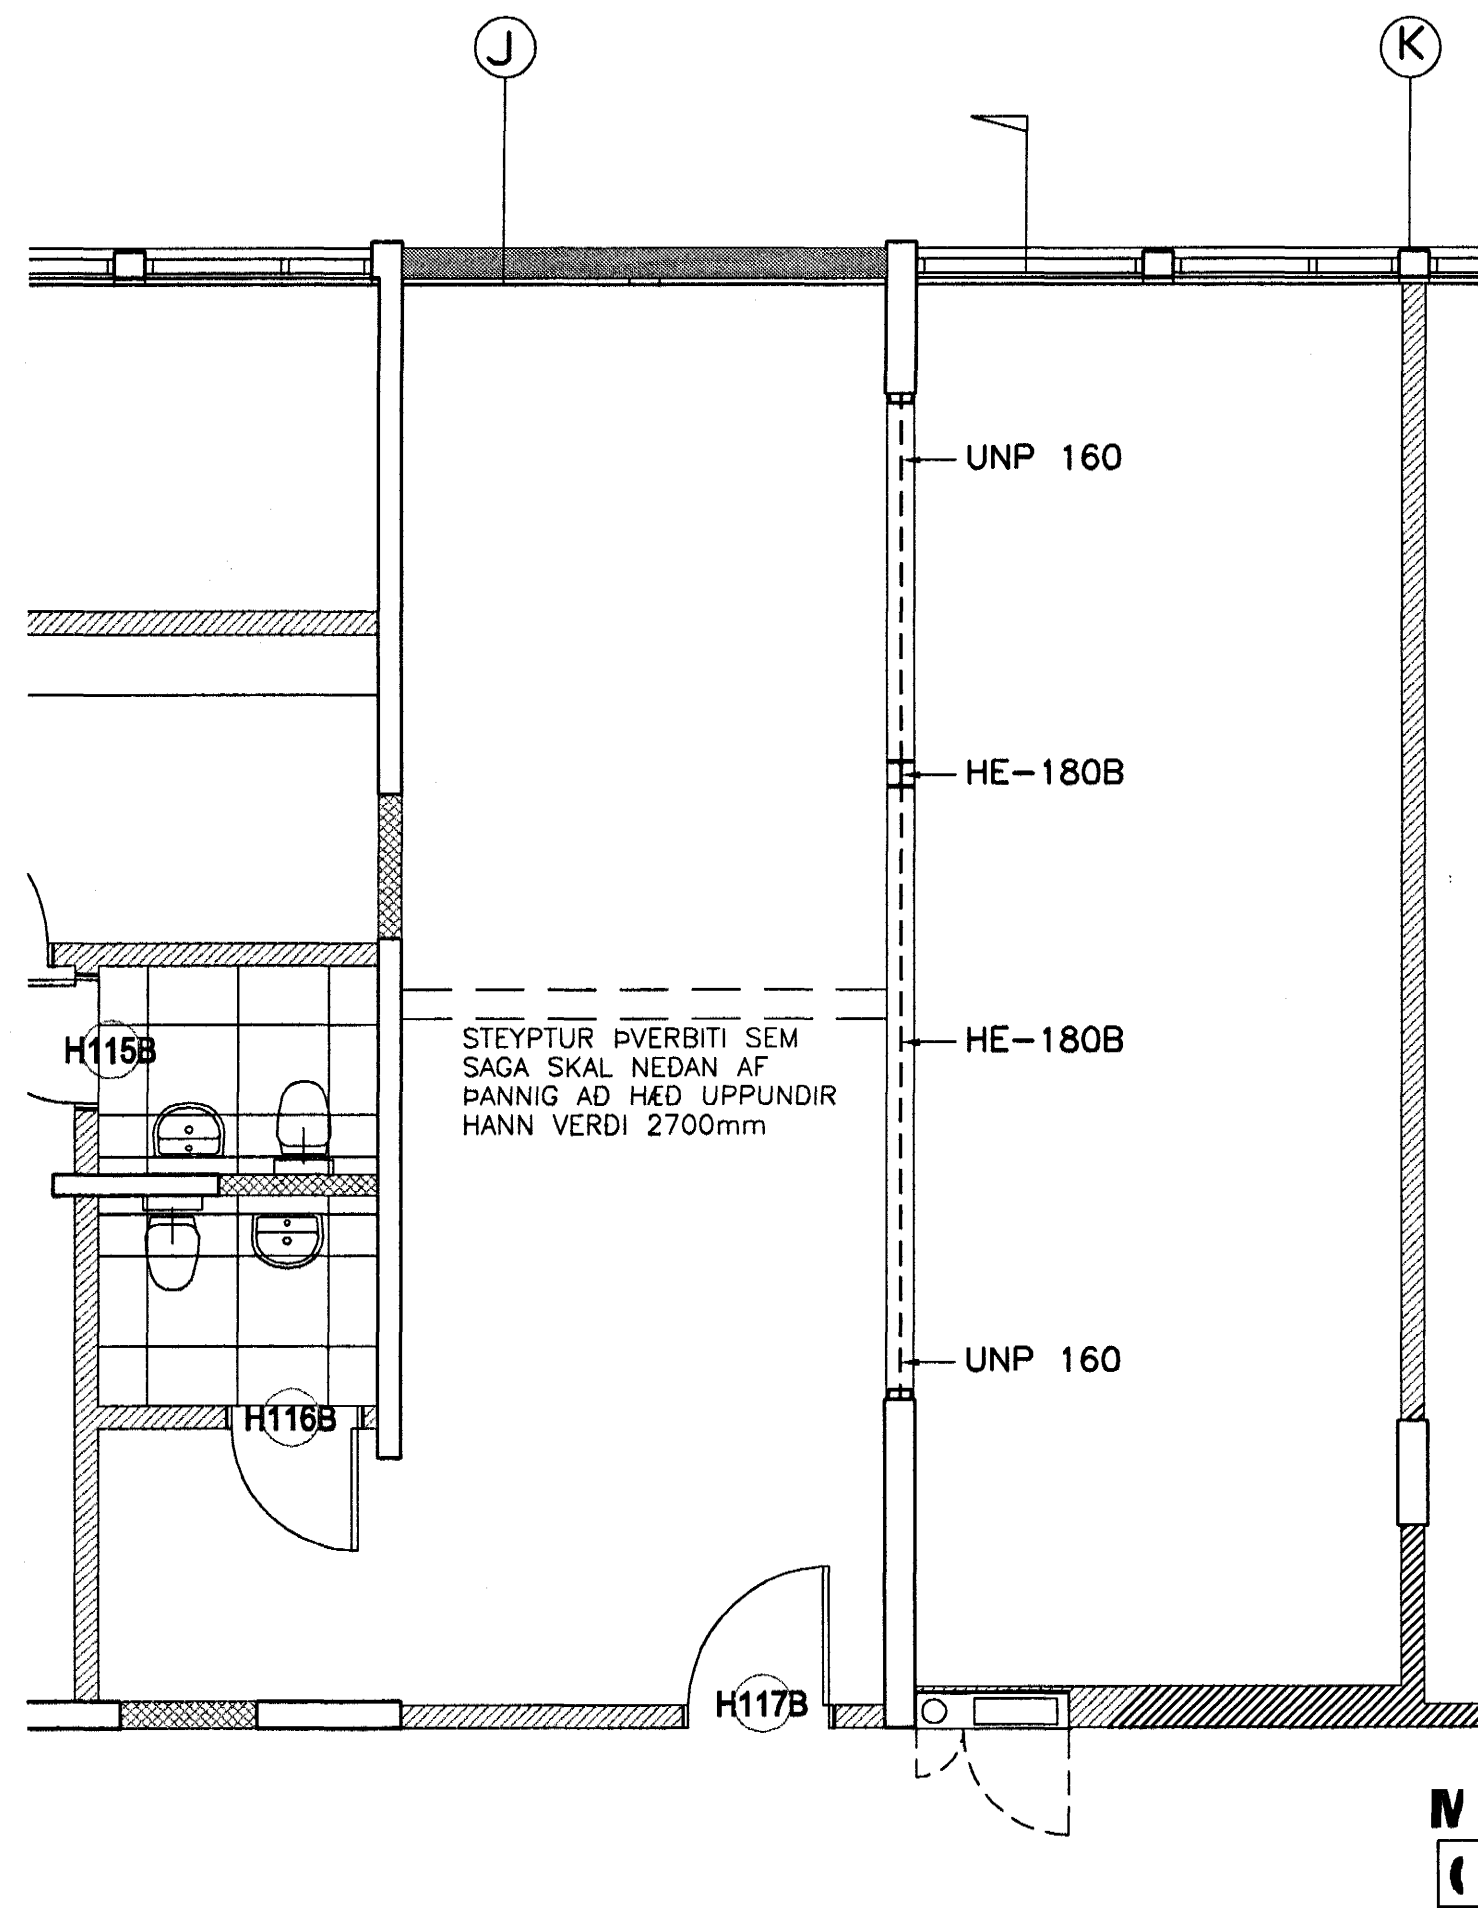 J
K
UNP 160
HE-180B
HE-180B
STEYPTUR ÞVERBITI SEM
SAGA SKAL NEÐAN AF
ÞANNIG AÐ HÆÐ UPPUNDIR
HANN VERÐI 2700mm
H115B
UNP 160
H116B
H117B